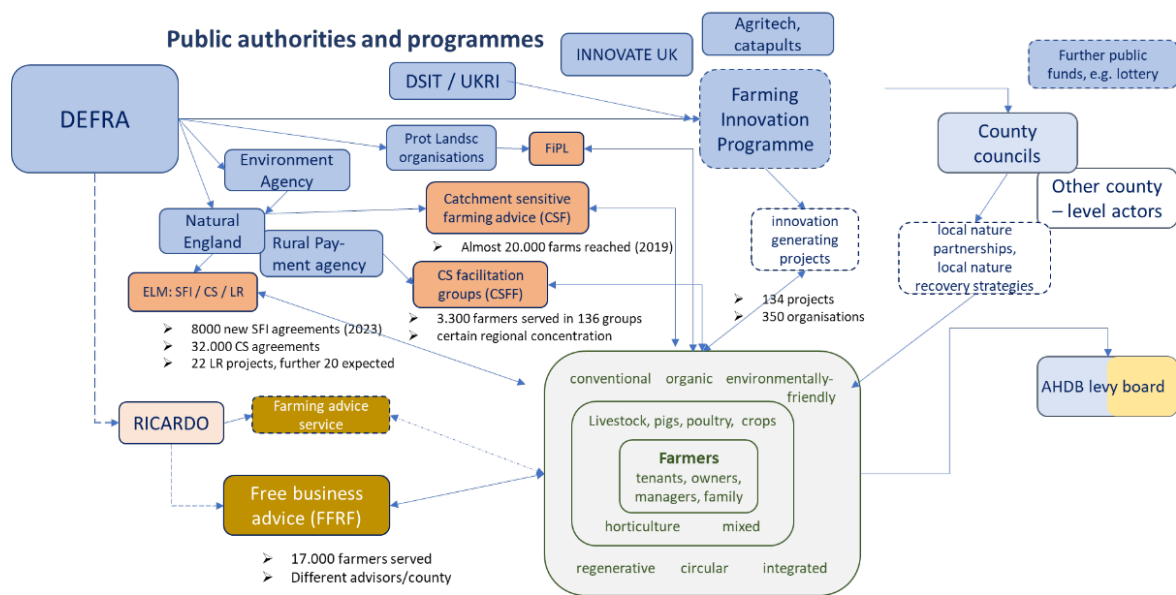 Public authorities and programmes
Agritech,
catapults
INNOVATE UK
Further public
funds, e.g. lottery
DSIT / UKRI
DEFRA
Farming
Innovation
Programme
County
councils
Prot Landsc
organisations
FiPL
Environment
Agency
Other county
– level actors
Natural
England
Catchment sensitive
farming advice (CSF)
➢ Almost 20.000 farms reached (2019)
innovation
generating
projects
local nature
partnerships,
local nature
recovery strategies
Rural Pay-
ment agency
ELM: SFI / CS / LR
CS facilitation
groups (CSFF)
➢ 134 projects
➢ 350 organisations
➢ 3.300 farmers served in 136 groups
➢ certain regional concentration
➢ 8000 new SFI agreements (2023)
➢ 32.000 CS agreements
➢ 22 LR projects, further 20 expected
conventional organic environmentally-
friendly
AHDB levy board
RICARDO
Farming advice
service
Livestock, pigs, poultry, crops
Farmers
tenants, owners,
managers, family
horticulture mixed
Free business
advice (FFRF)
➢ 17.000 farmers served
➢ Different advisors/county
regenerative circular integrated